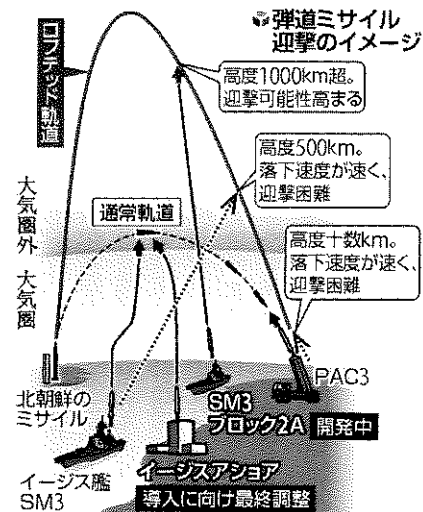 弾道ミサイル
迎撃のイメージ
ロフテッド軌道
高度1000km超。
迎撃可能性高まる
高度500km。
落下速度が速く、
迎撃困難
大気圏外
通常軌道
高度十数km。
落下速度が速く、
迎撃困難
大気圏
北朝鮮の
ミサイル
PAC3
SM3
ブロック2A
開発中
イージス艦
SM3
イージスアショア
導入に向け最終調整